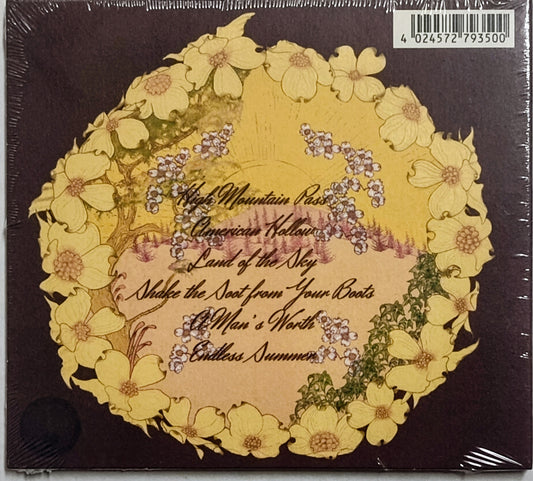 4 024572 793500
High Mountain Pass
American Hollow
Land of the Sky
Shake the Soot from Your Boots
A Man's Worth
Endless Summer